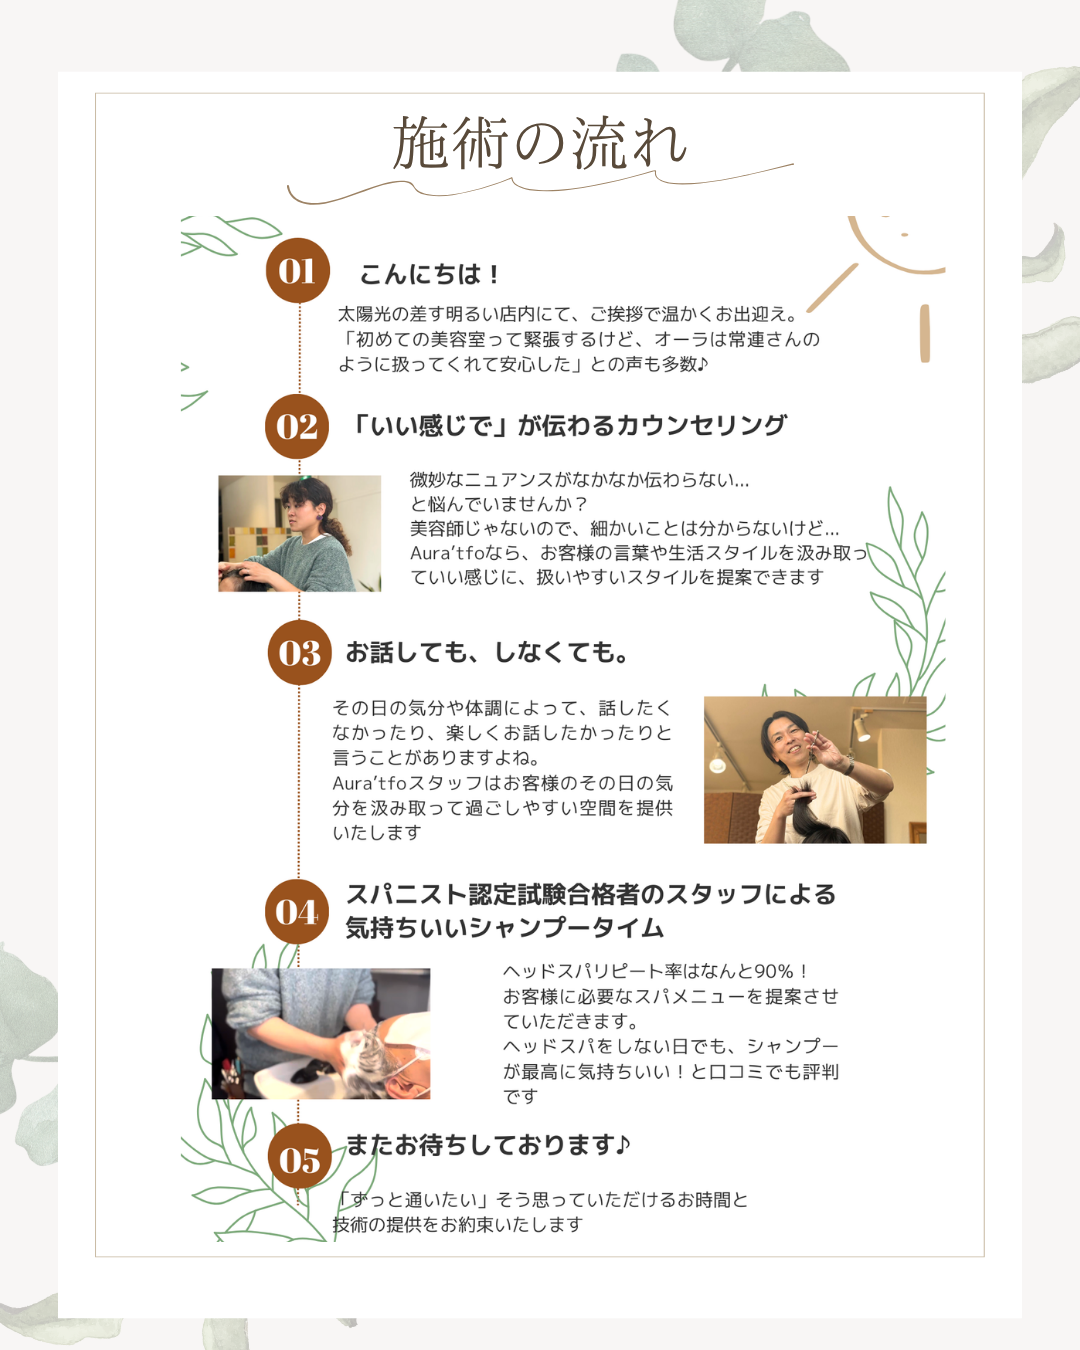 施術の流れ
01
こんにちは！
太陽光の差す明るい店内にて、ご挨拶で温かくお出迎え。
「初めての美容室って緊張するけど、オーラは常連さんの
ように扱ってくれて安心した」との声も多数♪
02
「いい感じで」が伝わるカウンセリング
微妙なニュアンスがなかなか伝わらない...
と悩んでいませんか？
美容師じゃないので、細かいことは分からないけど...
Aura'tfoなら、お客様の言葉や生活スタイルを汲み取っ
ていい感じに、扱いやすいスタイルを提案できます
03
お話しても、しなくても。
その日の気分や体調によって、話したく
なかったり、楽しくお話したかったりと
言うことがありますよね。
Aura'tfoスタッフはお客様のその日の気
分を汲み取って過ごしやすい空間を提供
いたします
04
スパニスト認定試験合格者のスタッフによる
気持ちいいシャンプータイム
ヘッドスパリピート率はなんと90%！
お客様に必要なスパメニューを提案させ
ていただきます。
ヘッドスパをしない日でも、シャンプー
が最高に気持ちいい！と口コミでも評判
です
05
またお待ちしております♪
「ずっと通いたい」そう思っていただけるお時間と
技術の提供をお約束いたします